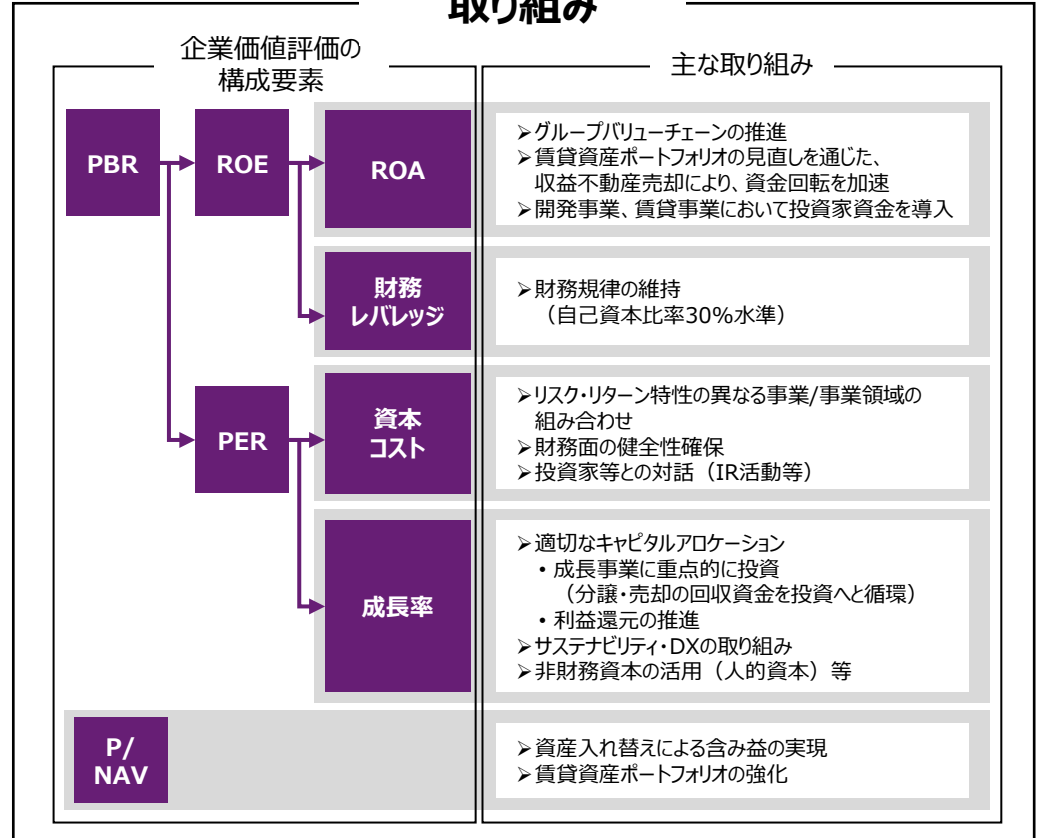 取り組み
企業価値評価の
構成要素
主な取り組み
PBR
ROE
ROA
➢グループバリューチェーンの推進
➢賃貸資産ポートフォリオの見直しを通じた、
収益不動産売却により、資金回転を加速
➢開発事業、賃貸事業において投資家資金を導入
財務
レバレッジ
➢財務規律の維持
（自己資本比率30%水準）
PER
資本
コスト
➢リスク・リターン特性の異なる事業/事業領域の
組み合わせ
➢財務面の健全性確保
➢投資家等との対話（IR活動等）
成長率
➢適切なキャピタルアロケーション
・成長事業に重点的に投資
（分譲・売却の回収資金を投資へと循環）
・利益還元の推進
➢サステナビリティ・DXの取り組み
➢非財務資本の活用（人的資本）等
P/
NAV
➢資産入れ替えによる含み益の実現
➢賃貸資産ポートフォリオの強化